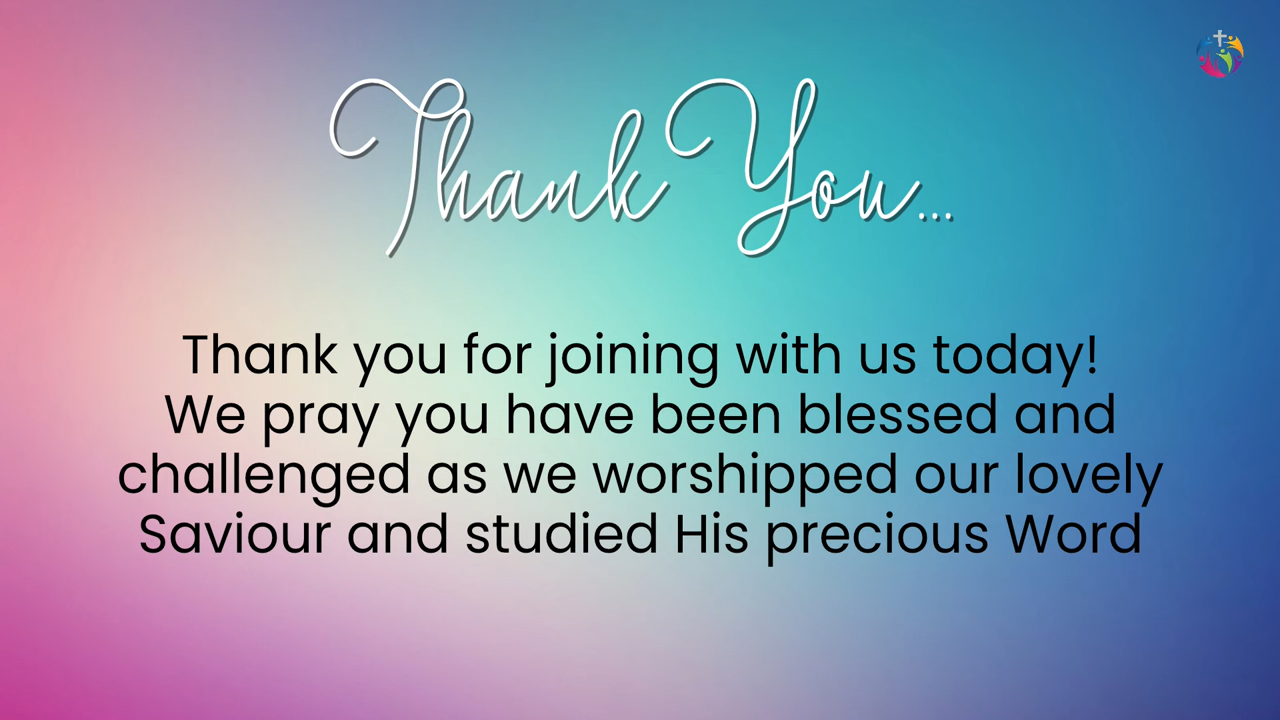 Thank You...
Thank you for joining with us today!
We pray you have been blessed and
challenged as we worshipped our lovely
Saviour and studied His precious Word